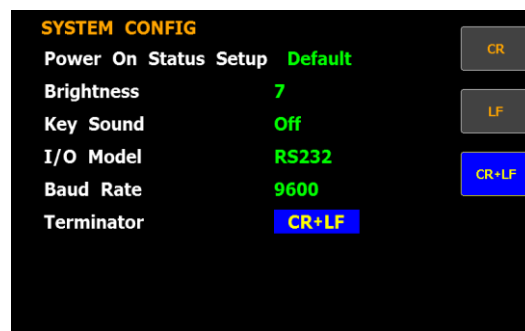 SYSTEM CONFIG
Power On Status Setup Default
Brightness 7
Key Sound Off
I/O Model RS232
Baud Rate 9600
Terminator CR+LF
CR
LF
CR+LF